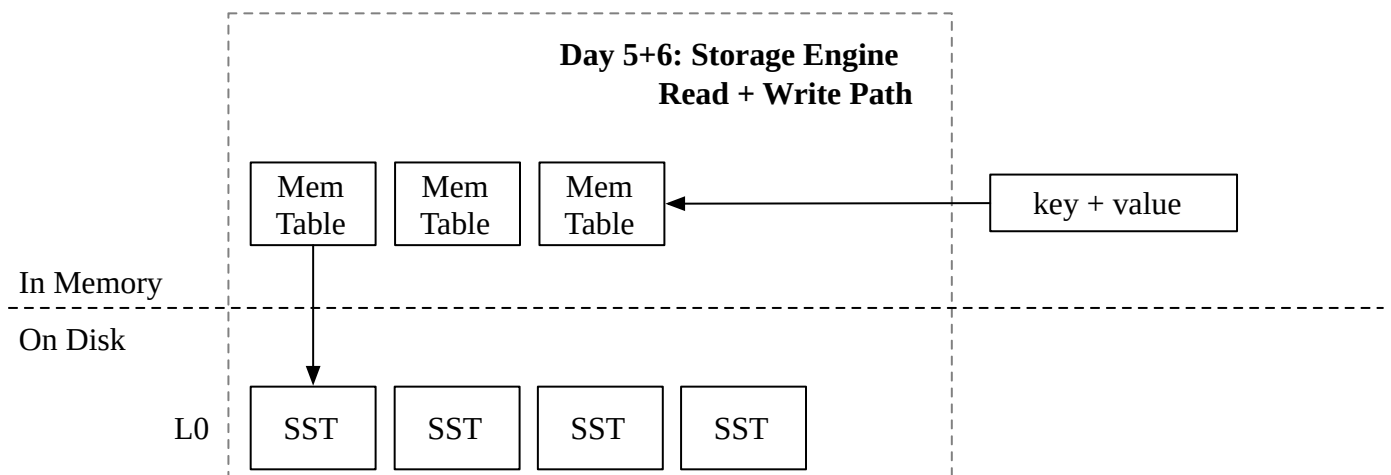 Day 5+6: Storage Engine
Read + Write Path
Mem
Table
Mem
Table
Mem
Table
key + value
In Memory
On Disk
L0
SST
SST
SST
SST